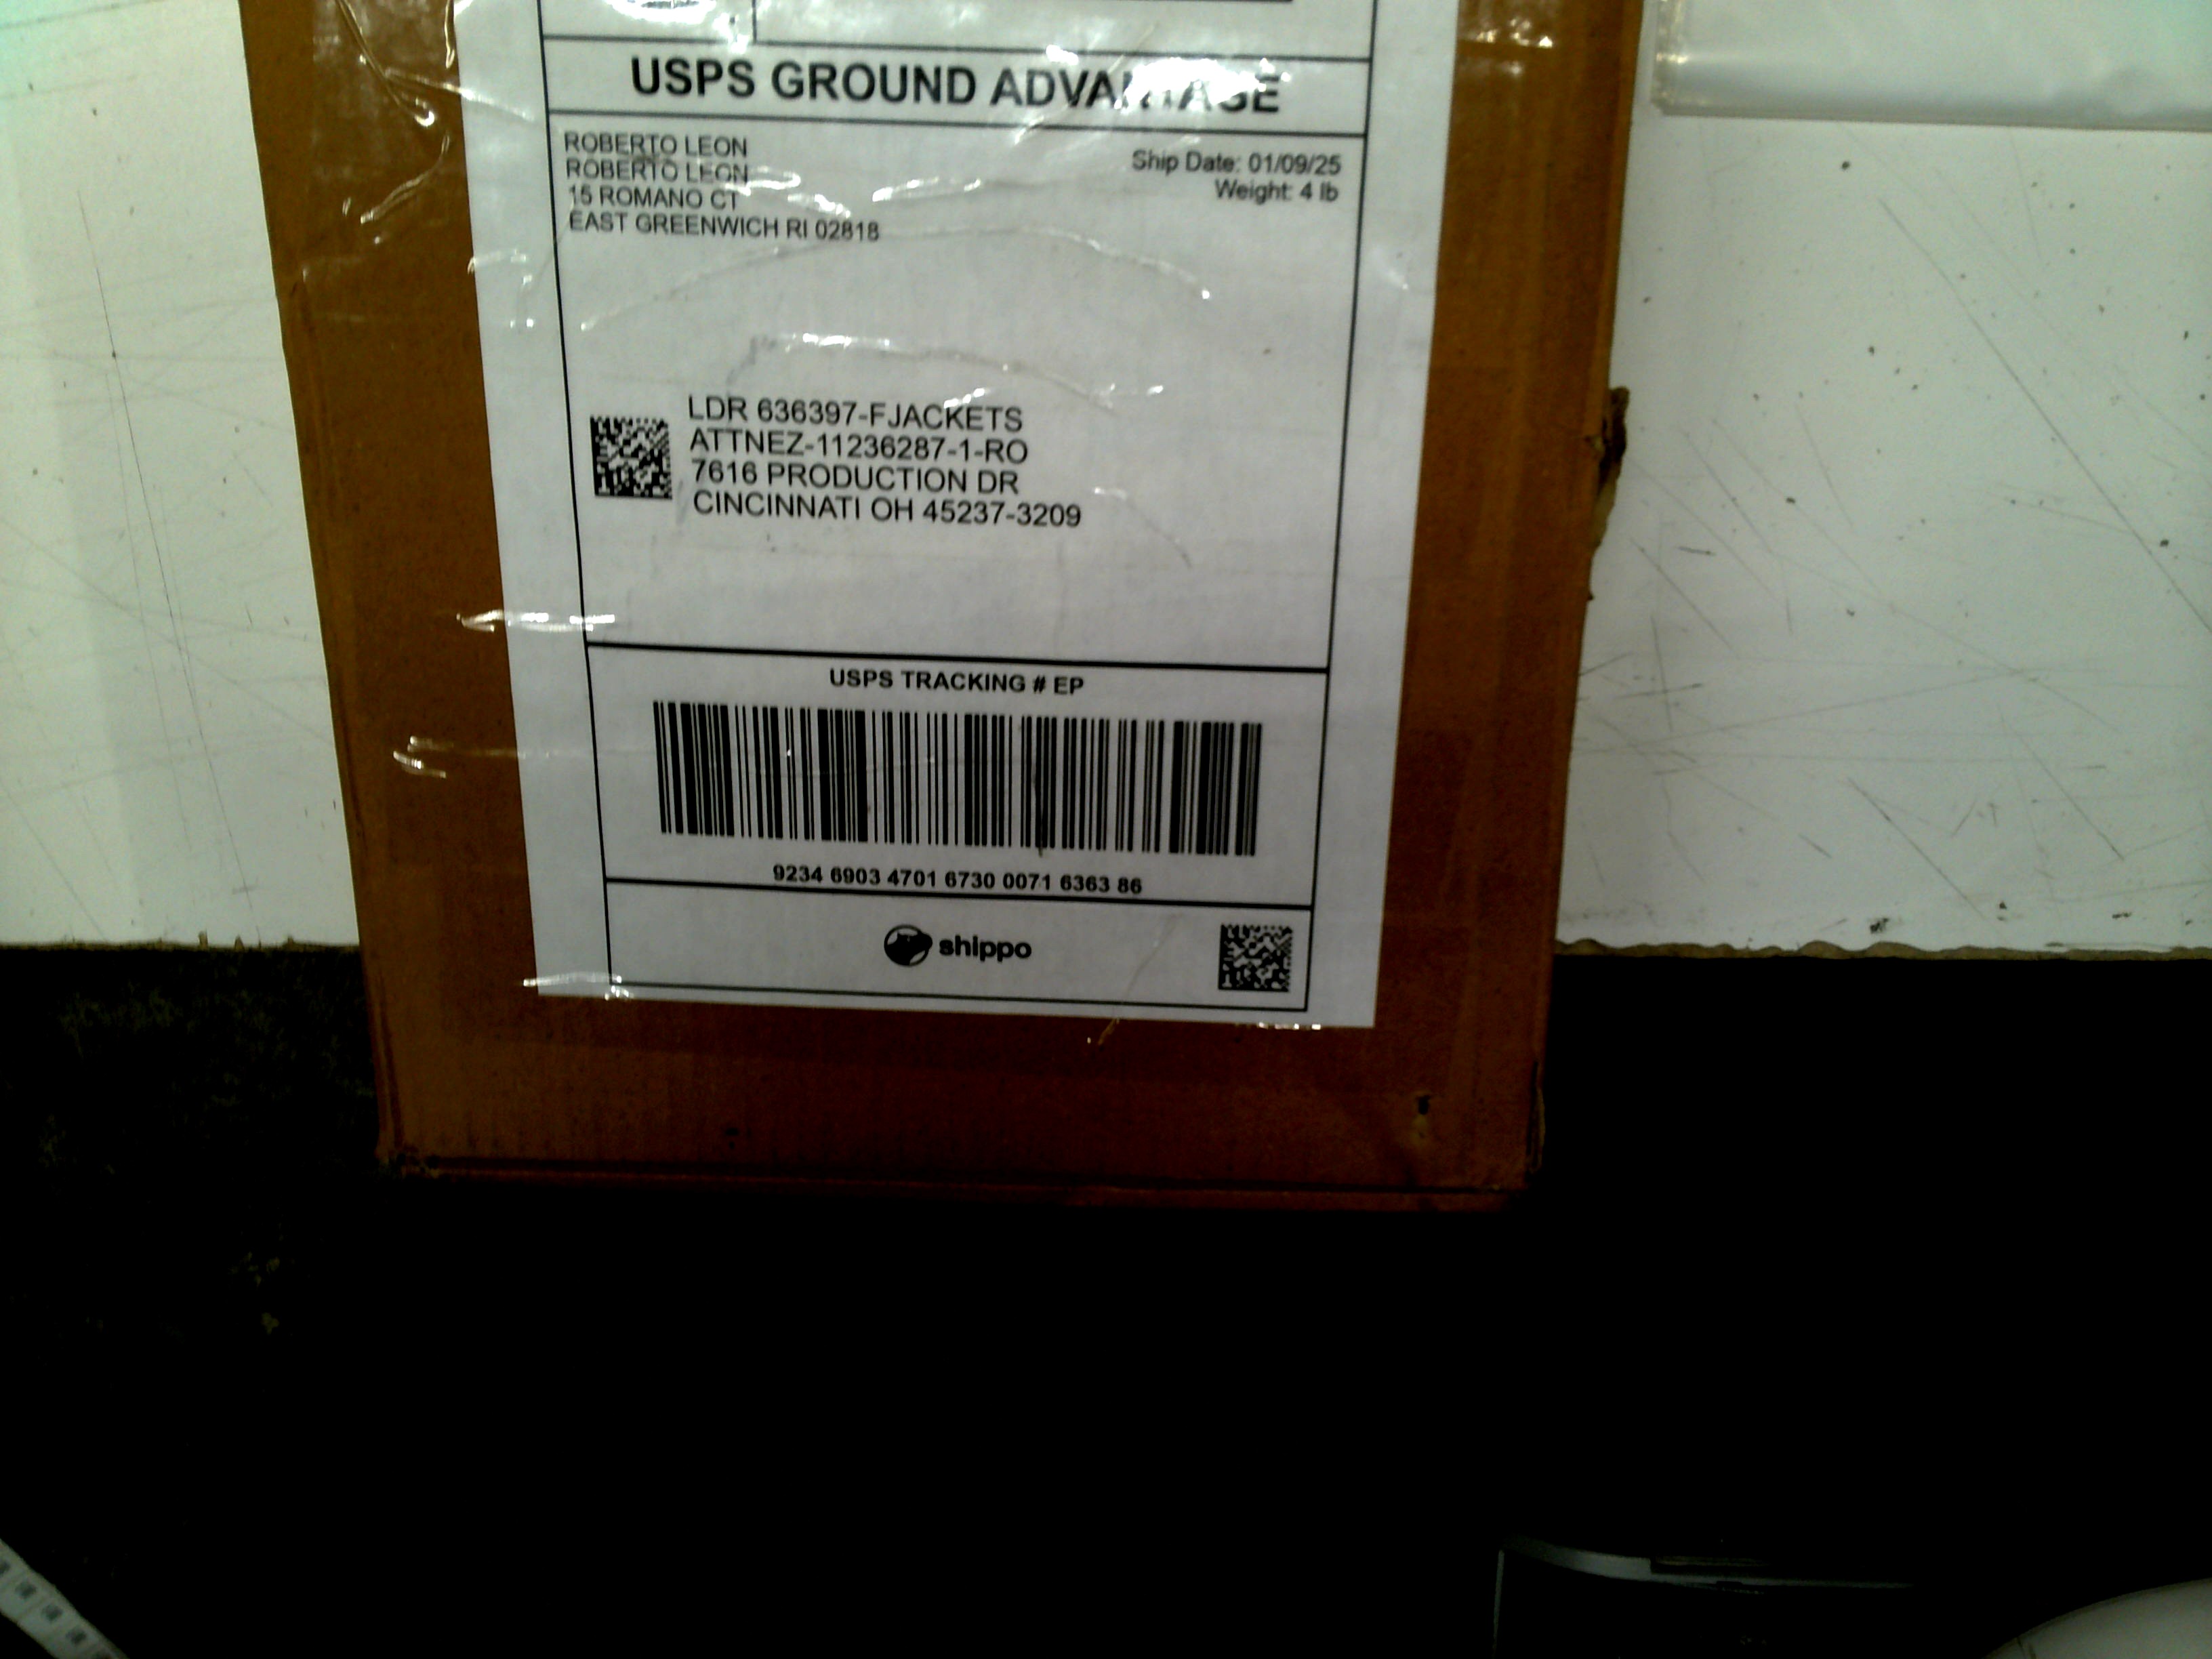 USPS GROUND ADVANTAGE
ROBERTO LEON
ROBERTO LEON
15 ROMANO CT
EAST GREENWICH RI 02818
Ship Date: 01/09/25
Weight: 4 lb
LDR 636397-FJACKETS
ATTNEZ-11236287-1-RO
7616 PRODUCTION DR
CINCINNATI OH 45237-3209
USPS TRACKING # EP
9234 6903 4701 6730 0071 6363 86
shippo